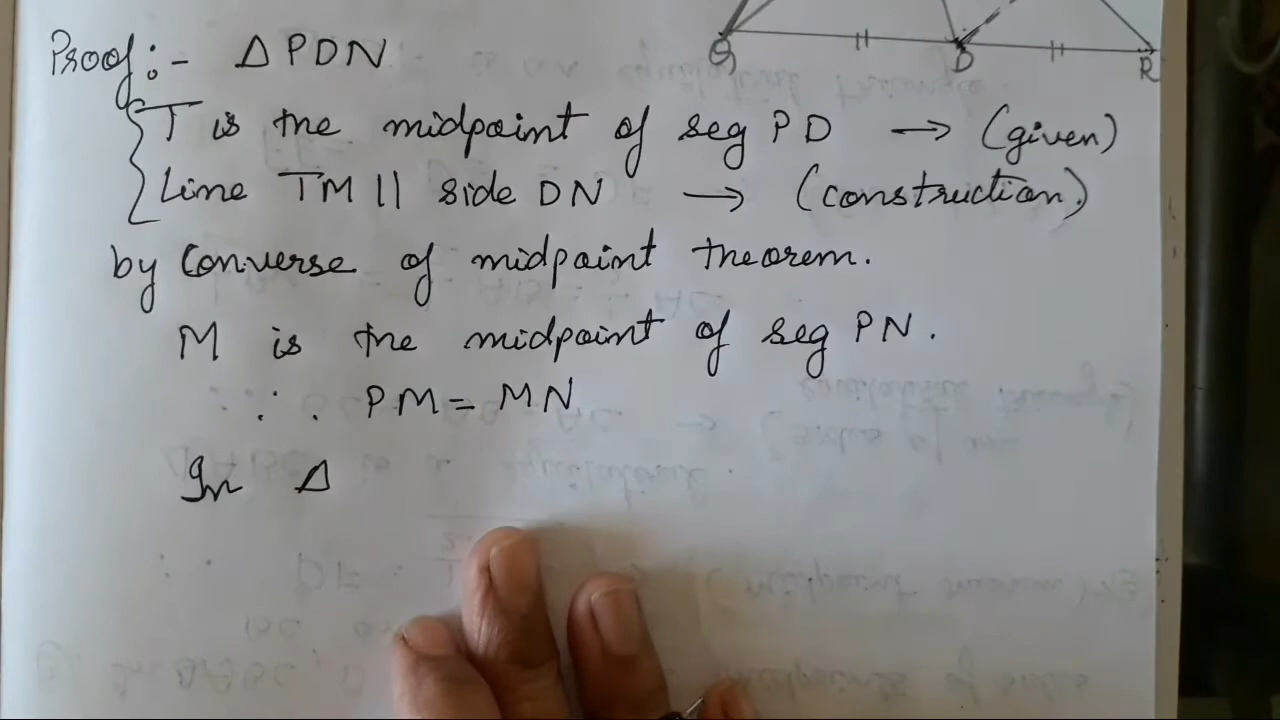 Q D R
Proof:- Δ PDN
T is the midpoint of seg PD → (given)
Line TM || side DN → (construction)
by Converse of midpoint theorem.
M is the midpoint of seg PN.
∴ PM = MN
In Δ